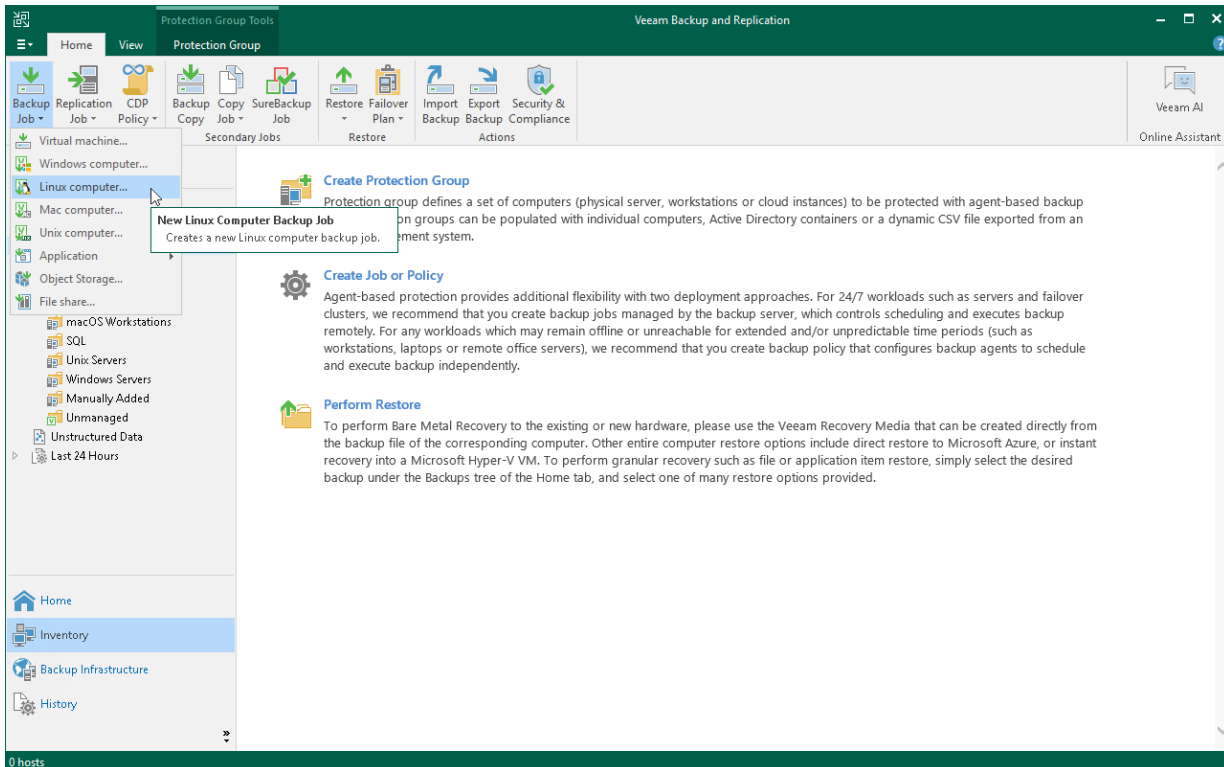 Protection Group Tools
Veeam Backup and Replication
Home
View
Protection Group
Backup Job
Replication Job
CDP Policy
Backup Copy
Copy Job
SureBackup Job
Restore
Failover Plan
Import Backup
Export Backup
Security & Compliance
Veeam AI
Secondary Jobs
Restore
Actions
Online Assistant
Virtual machine...
Windows computer...
Linux computer...
Mac computer...
Unix computer...
Application
Object Storage...
File share...
New Linux Computer Backup Job
Creates a new Linux computer backup job.
macOS Workstations
SQL
Unix Servers
Windows Servers
Manually Added
Unmanaged
Unstructured Data
Last 24 Hours
Home
Inventory
Backup Infrastructure
History
Create Protection Group
Protection group defines a set of computers (physical server, workstations or cloud instances) to be protected with agent-based backup
on groups can be populated with individual computers, Active Directory containers or a dynamic CSV file exported from an
ement system.
Create Job or Policy
Agent-based protection provides additional flexibility with two deployment approaches. For 24/7 workloads such as servers and failover
clusters, we recommend that you create backup jobs managed by the backup server, which controls scheduling and executes backup
remotely. For any workloads which may remain offline or unreachable for extended and/or unpredictable time periods (such as
workstations, laptops or remote office servers), we recommend that you create backup policy that configures backup agents to schedule
and execute backup independently.
Perform Restore
To perform Bare Metal Recovery to the existing or new hardware, please use the Veeam Recovery Media that can be created directly from
the backup file of the corresponding computer. Other entire computer restore options include direct restore to Microsoft Azure, or instant
recovery into a Microsoft Hyper-V VM. To perform granular recovery such as file or application item restore, simply select the desired
backup under the Backups tree of the Home tab, and select one of many restore options provided.
0 hosts